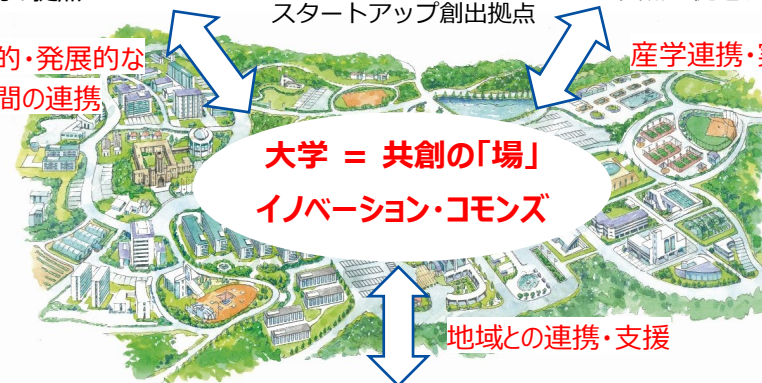 スタートアップ創出拠点
的・発展的な
間の連携
産学連携・
大学 = 共創の「場」
イノベーション・コモンズ
地域との連携・支援